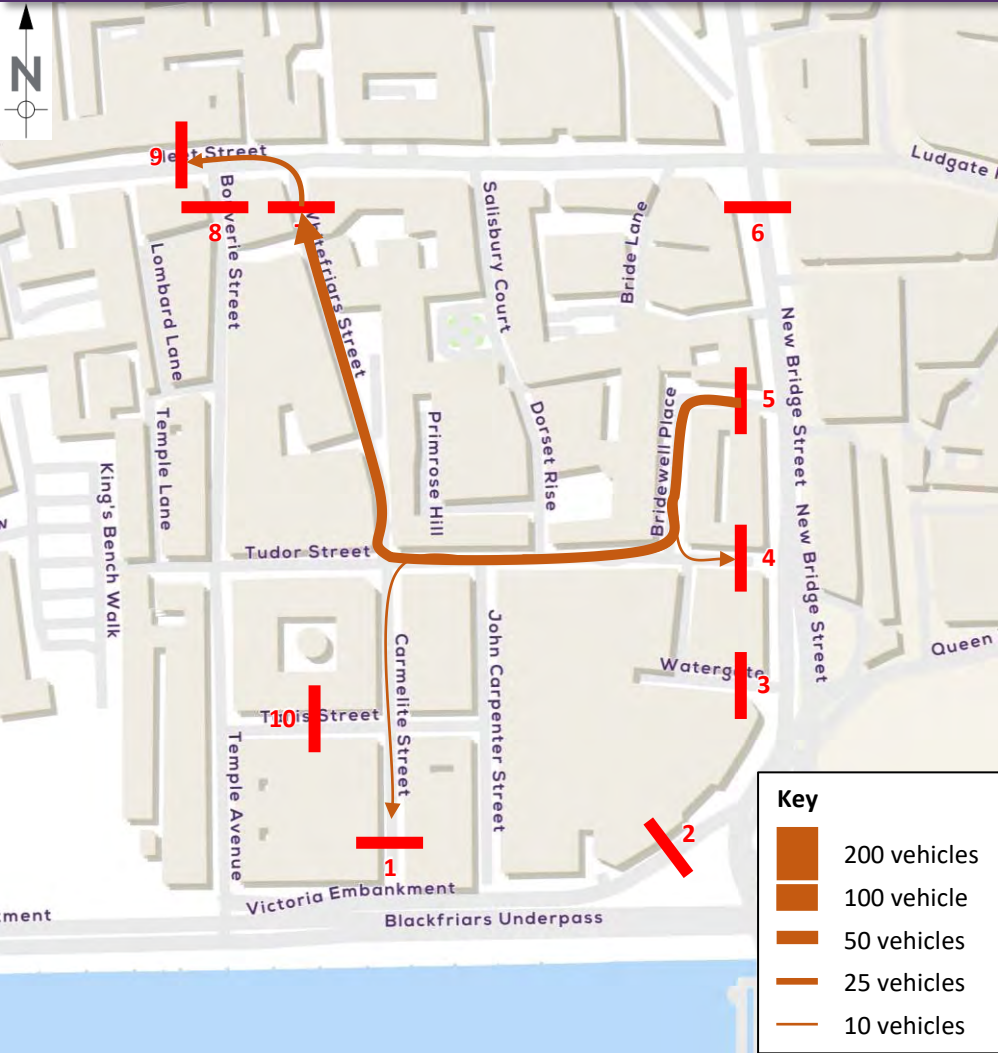 N
9
Street
Ludgate
8
6
Bouverie Street
Whitefriars Street
Salisbury Court
Bride Lane
Lombard Lane
New Bridge Street
5
Temple Lane
Primrose Hill
Dorset Rise
Bridewell Place
King's Bench Walk
New Bridge Street
Tudor Street
4
Carmelite Street
John Carpenter Street
Queen
Watergate
3
10
Street
Temple Avenue
2
1
Victoria Embankment
Blackfriars Underpass
Key
200 vehicles
100 vehicle
50 vehicles
25 vehicles
10 vehicles